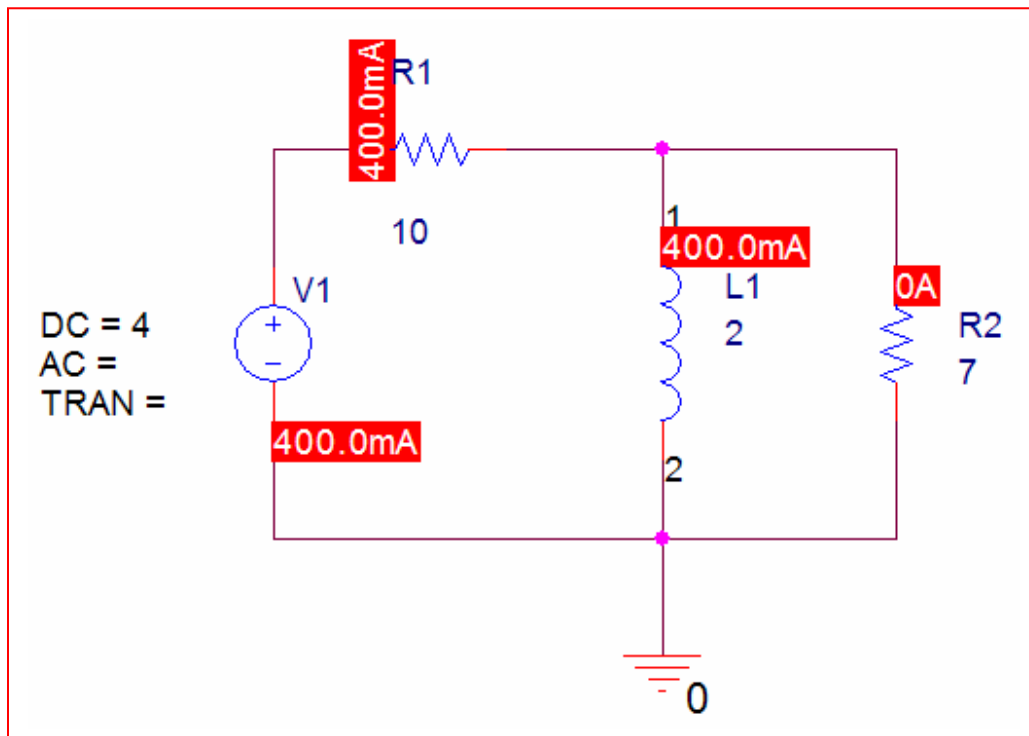 400.0mA
R1
10
1
400.0mA
V1
L1
2
0A
R2
7
DC = 4
AC =
TRAN =
400.0mA
2
0